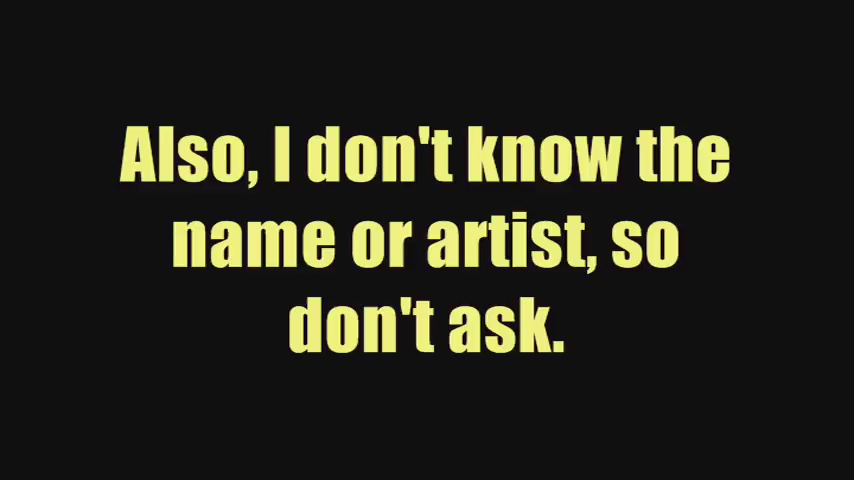 Also, I don't know the
name or artist, so
don't ask.